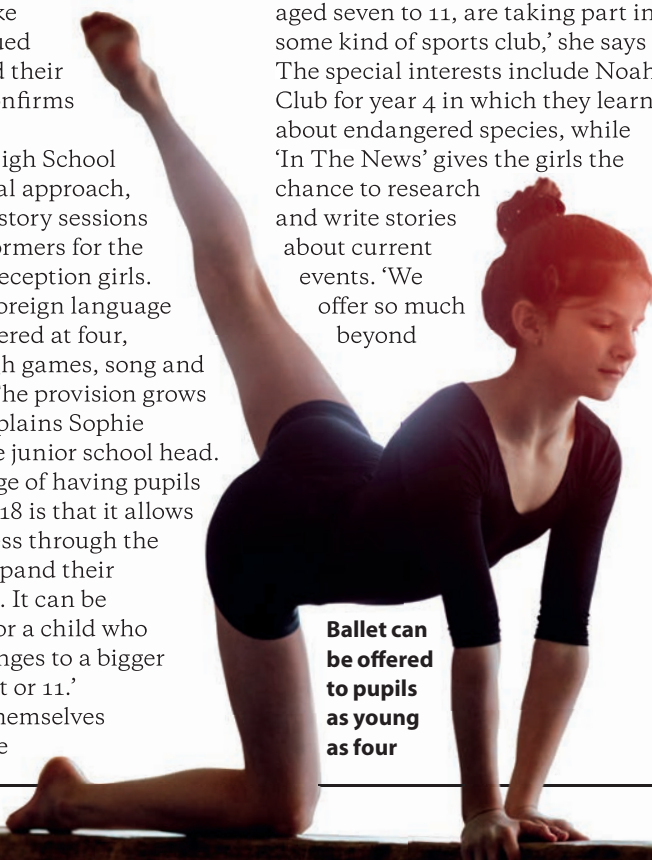 ke
ued
d their
onfirms
igh School
al approach,
story sessions
ormers for the
eception girls.
oreign language
ered at four,
h games, song and
he provision grows
plains Sophie
e junior school head.
ge of having pupils
18 is that it allows
ss through the
pand their
. It can be
or a child who
nges to a bigger
t or 11.’
hemselves
e
aged seven to 11, are taking part in
some kind of sports club,’ she says
The special interests include Noah
Club for year 4 in which they learn
about endangered species, while
‘In The News’ gives the girls the
chance to research
and write stories
about current
events. ‘We
offer so much
beyond
Ballet can
be offered
to pupils
as young
as four